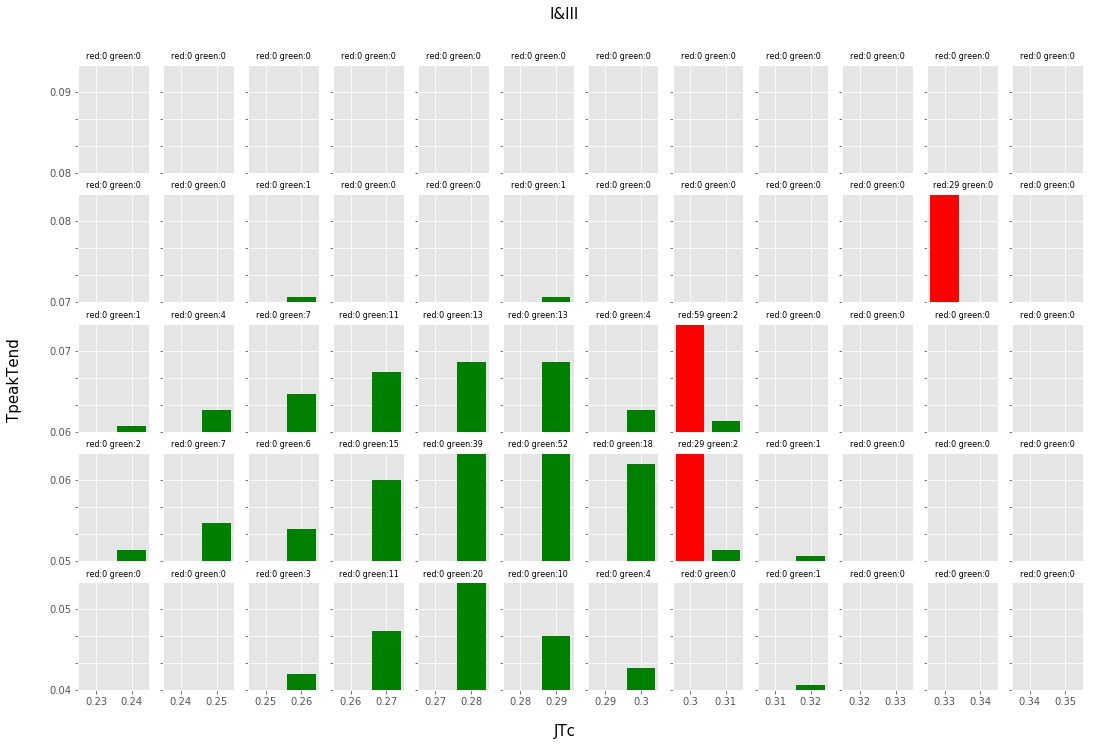 I&III
red:0 green:0 red:0 green:0 red:0 green:0 red:0 green:0 red:0 green:0 red:0 green:0 red:0 green:0 red:0 green:0 red:0 green:0 red:0 green:0 red:0 green:0 red:0 green:0
0.09
0.08
red:0 green:0 red:0 green:0 red:0 green:1 red:0 green:0 red:0 green:0 red:0 green:1 red:0 green:0 red:0 green:0 red:0 green:0 red:0 green:0 red:29 green:0 red:0 green:0
0.08
0.07
red:0 green:1 red:0 green:4 red:0 green:7 red:0 green:11 red:0 green:13 red:0 green:13 red:0 green:4 red:59 green:2 red:0 green:0 red:0 green:0 red:0 green:0 red:0 green:0
0.07
0.06
TpeakTend
red:0 green:2 red:0 green:7 red:0 green:6 red:0 green:15 red:0 green:39 red:0 green:52 red:0 green:18 red:29 green:2 red:0 green:1 red:0 green:0 red:0 green:0 red:0 green:0
0.06
0.05
red:0 green:0 red:0 green:0 red:0 green:3 red:0 green:11 red:0 green:20 red:0 green:10 red:0 green:4 red:0 green:0 red:0 green:1 red:0 green:0 red:0 green:0 red:0 green:0
0.05
0.04
0.23 0.24 0.24 0.25 0.25 0.26 0.26 0.27 0.27 0.28 0.28 0.29 0.29 0.3 0.3 0.31 0.31 0.32 0.32 0.33 0.33 0.34 0.34 0.35
JTc